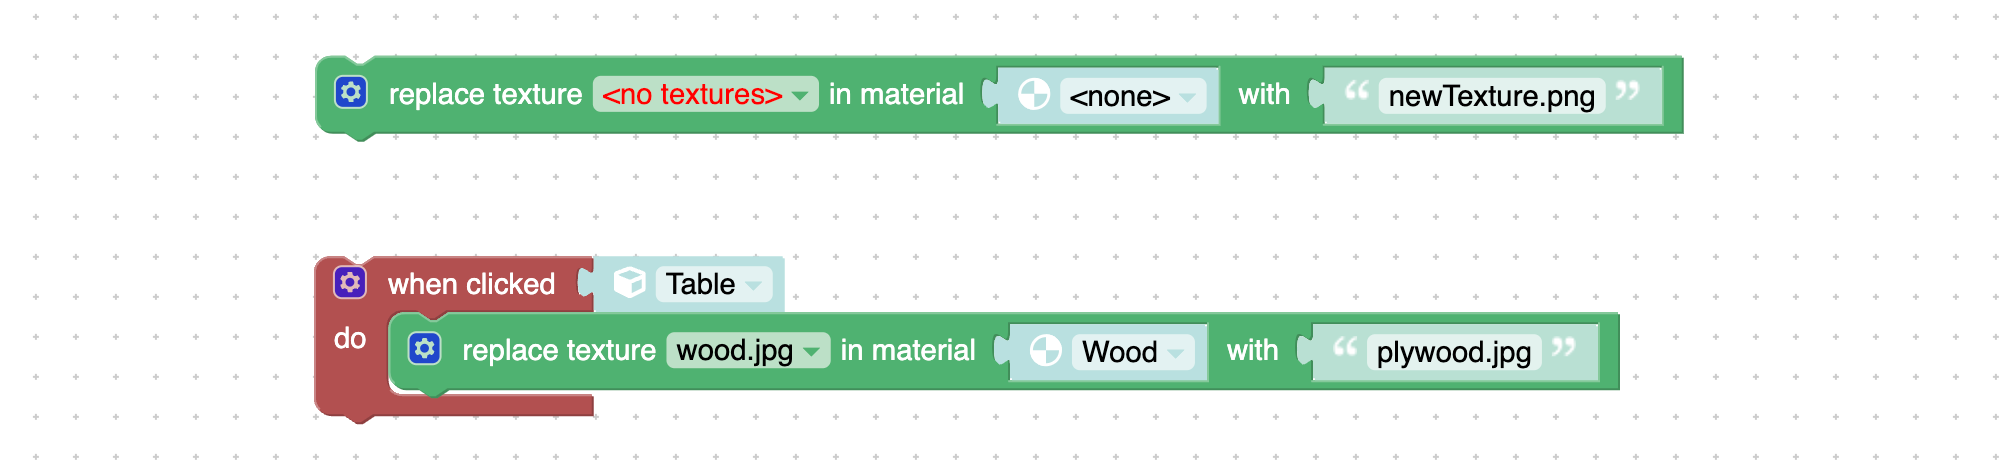 replace texture <no textures> in material <none> with “ newTexture.png ”
when clicked Table
do replace texture wood.jpg in material Wood with “ plywood.jpg ”